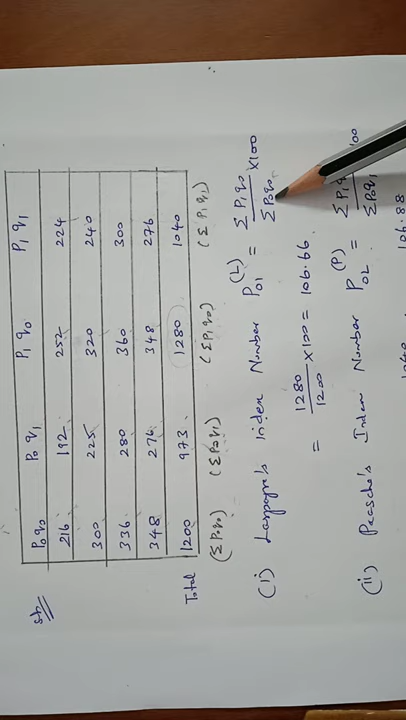 P₀q₀ P₀q₁ P₁q₀ P₁q₁
216 192 252 224
300 225 320 240
336 280 360 300
348 276 348 276
Total 1200 973 1280 1040
(ΣP₀q₀) (ΣP₀q₁) (ΣP₁q₀) (ΣP₁q₁)
(i) Laspeyre's Index Number P₀₁(L) = ΣP₁q₀ / ΣP₀q₀ ×100
= 1280/1200 ×100 = 106.66
(ii) Paasche's Index Number P₀₁(P) = ΣP₁q / ΣP₀q₁ 100
106.88